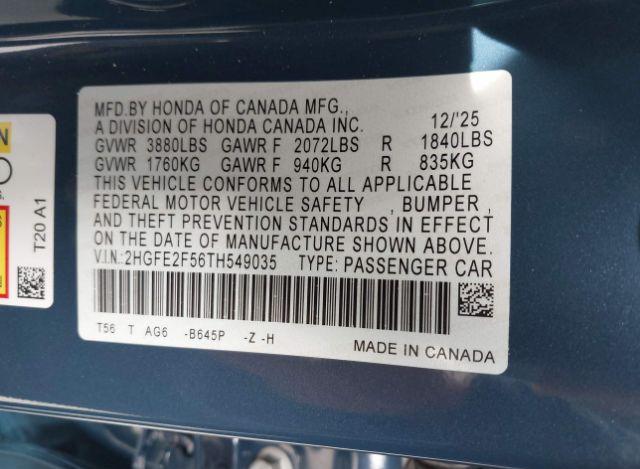 MFD.BY HONDA OF CANADA MFG.,
A DIVISION OF HONDA CANADA INC. 12/'25
GVWR 3880LBS GAWR F 2072LBS R 1840LBS
GVWR 1760KG GAWR F 940KG R 835KG
THIS VEHICLE CONFORMS TO ALL APPLICABLE
FEDERAL MOTOR VEHICLE SAFETY , BUMPER ,
AND THEFT PREVENTION STANDARDS IN EFFECT
ON THE DATE OF MANUFACTURE SHOWN ABOVE.
V.I.N.:2HGFE2F56TH549035 TYPE: PASSENGER CAR
T56 T AG6 -B645P -Z -H
MADE IN CANADA
T20 A1